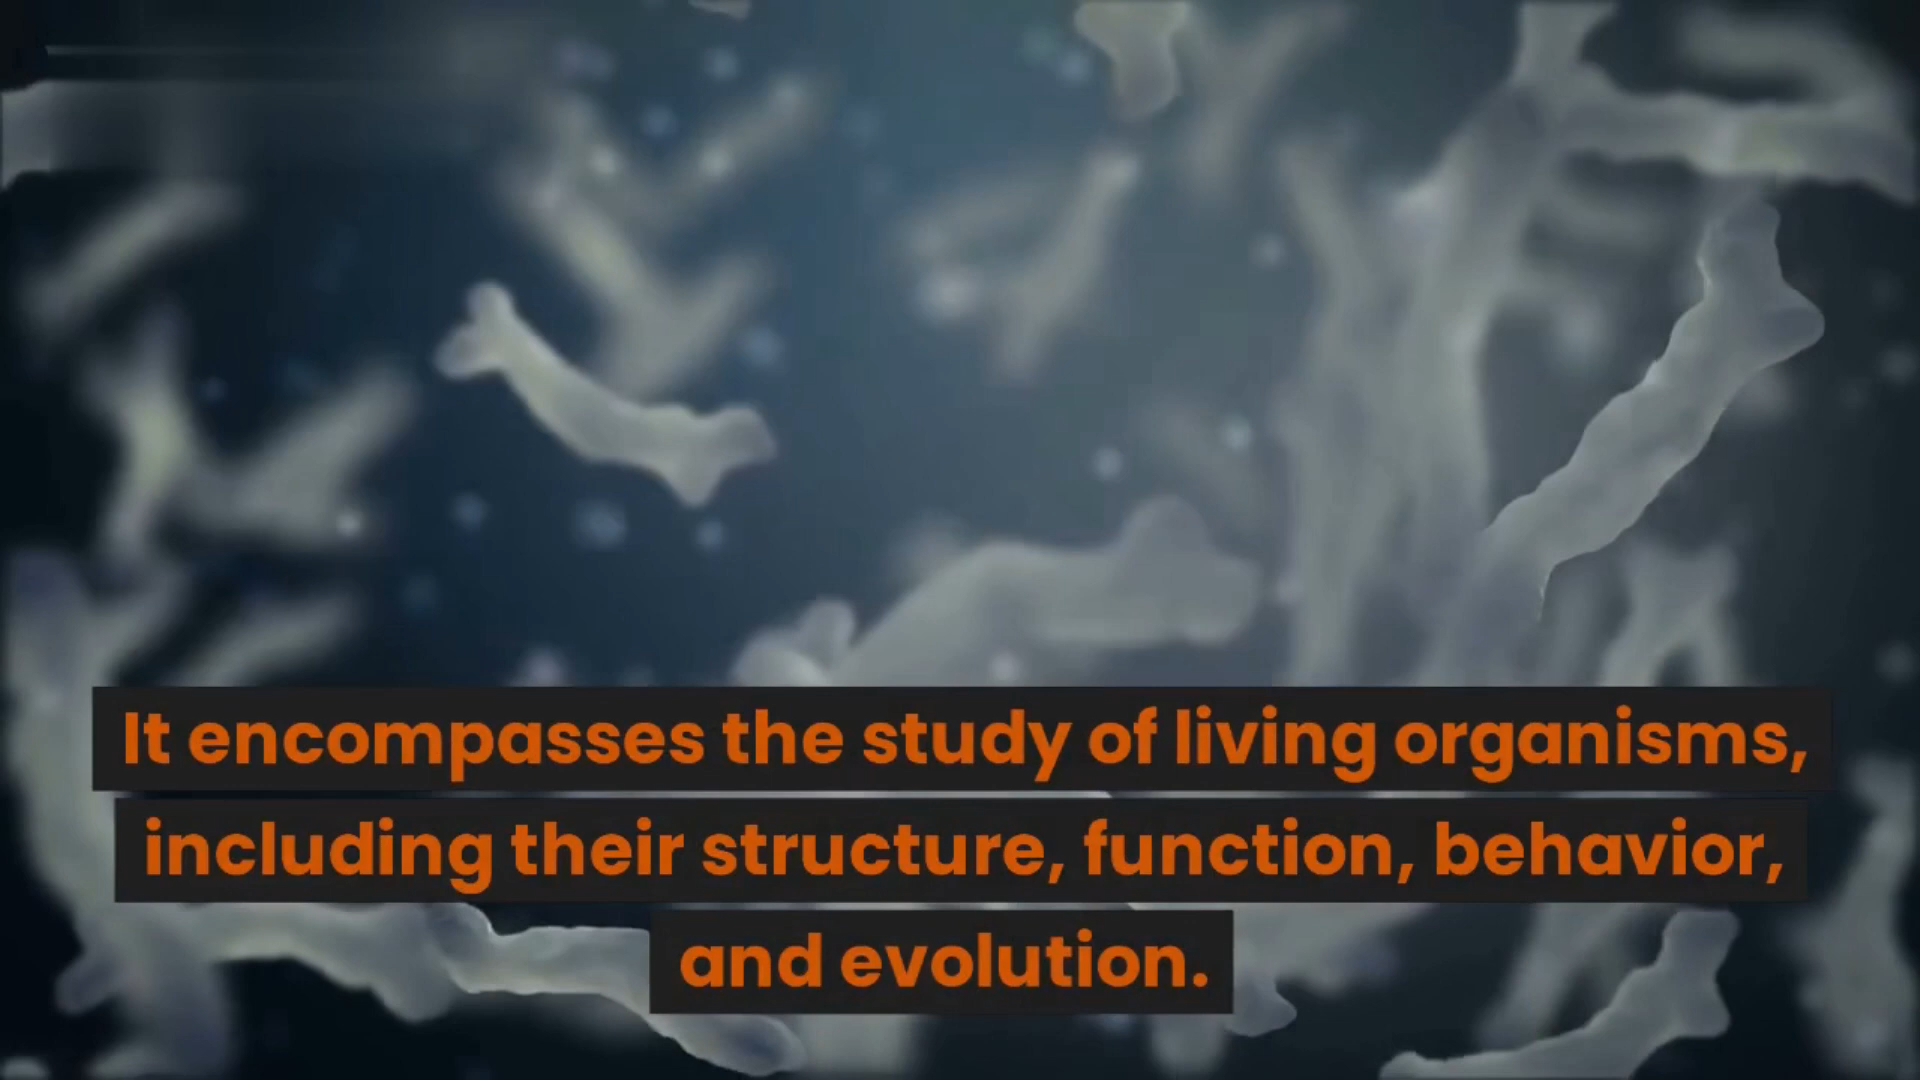 It encompasses the study of living organisms,
including their structure, function, behavior,
and evolution.